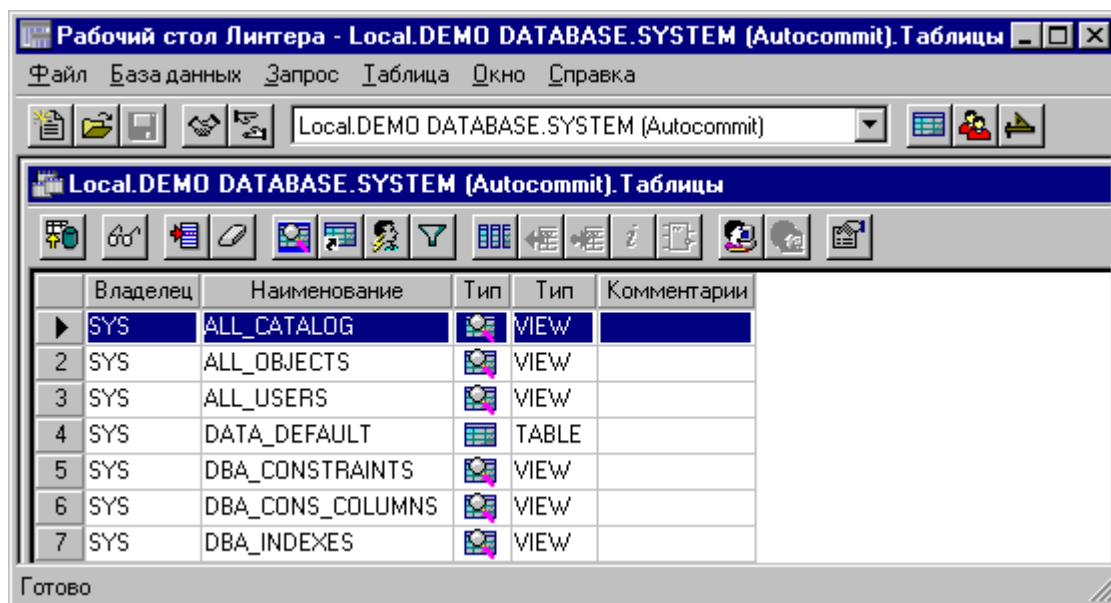 Рабочий стол Линтера - Local.DEMO DATABASE.SYSTEM (Autocommit).Таблицы
Файл База данных Запрос Таблица Окно Справка
Local.DEMO DATABASE.SYSTEM (Autocommit)
Local.DEMO DATABASE.SYSTEM (Autocommit).Таблицы
Владелец Наименование Тип Тип Комментарии
SYS ALL_CATALOG VIEW
2 SYS ALL_OBJECTS VIEW
3 SYS ALL_USERS VIEW
4 SYS DATA_DEFAULT TABLE
5 SYS DBA_CONSTRAINTS VIEW
6 SYS DBA_CONS_COLUMNS VIEW
7 SYS DBA_INDEXES VIEW
Готово